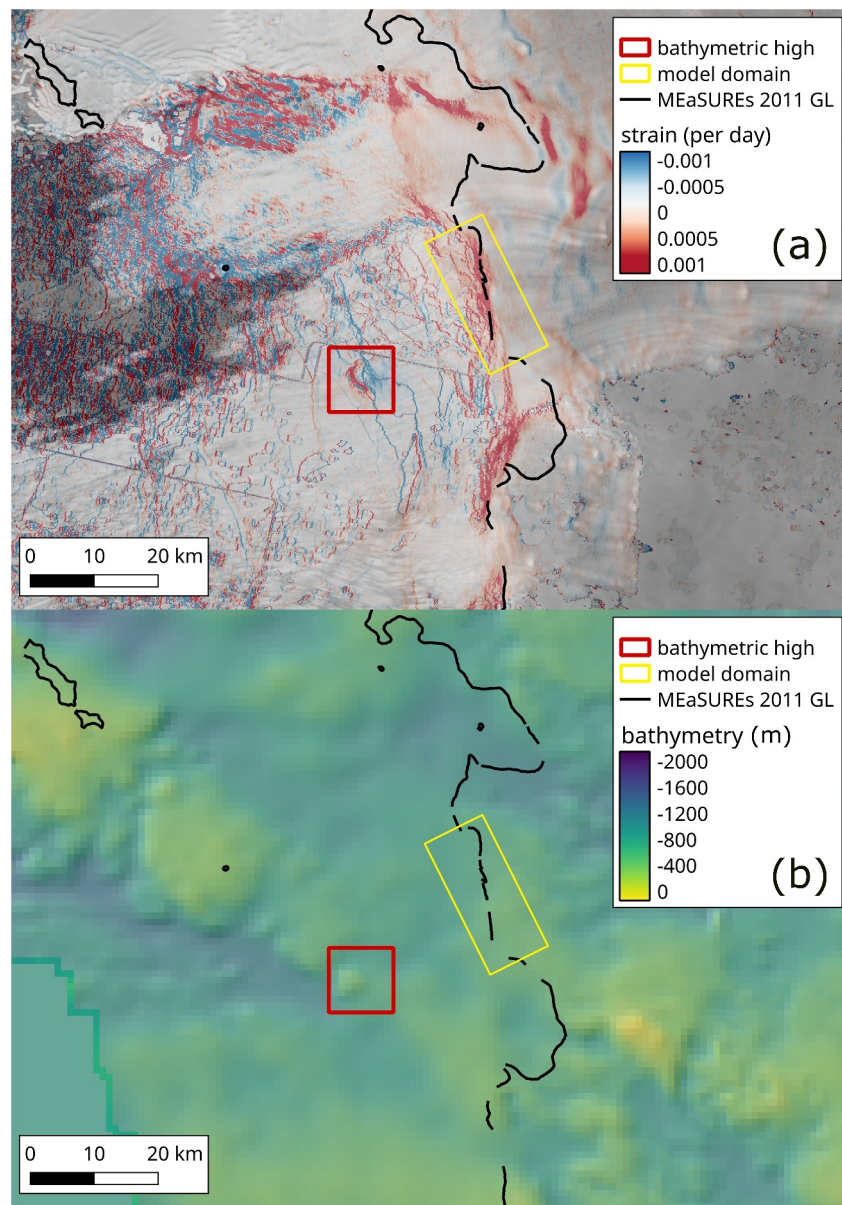 bathymetric high
model domain
MEaSUREs 2011 GL
strain (per day)
-0.001
-0.0005
0
0.0005
0.001
(a)
0 10 20 km
bathymetric high
model domain
MEaSUREs 2011 GL
bathymetry (m)
-2000
-1600
-1200
-800
-400
0
(b)
0 10 20 km